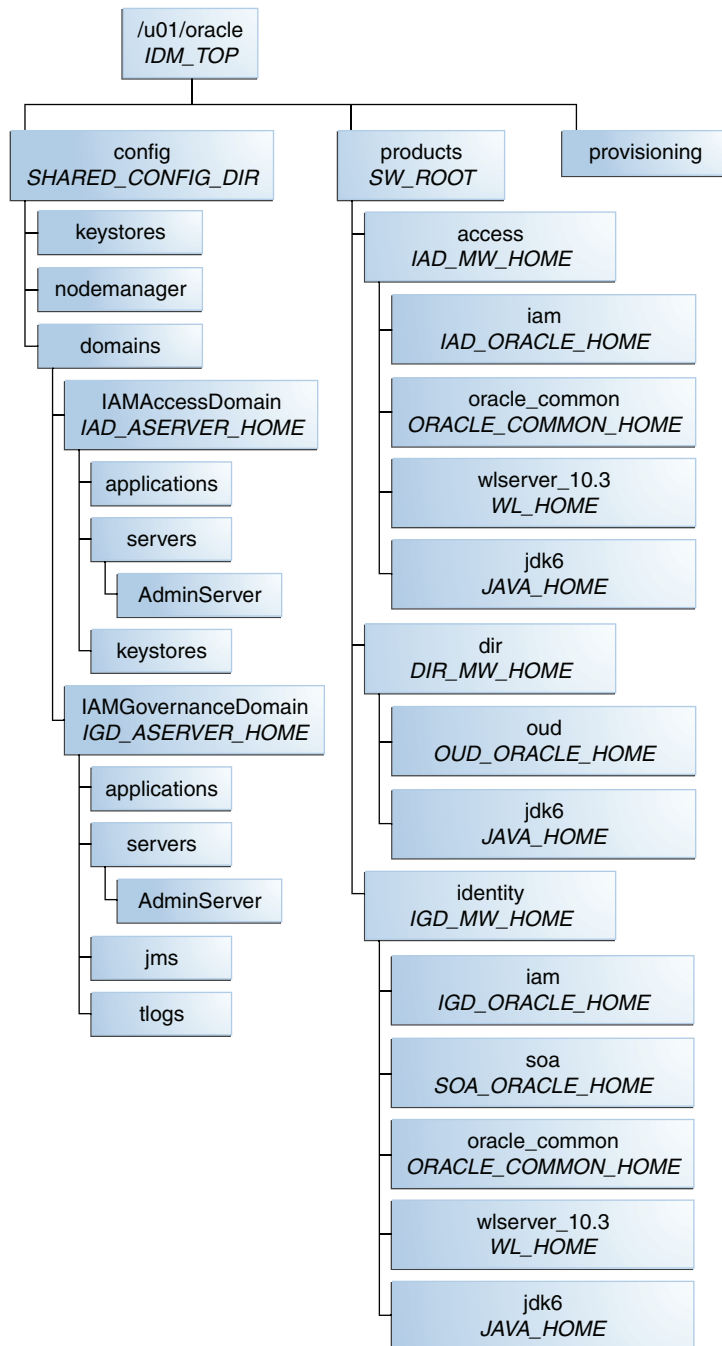 /u01/oracle
IDM_TOP
config
SHARED_CONFIG_DIR
keystores
nodemanager
domains
IAMAccessDomain
IAD_ASERVER_HOME
applications
servers
AdminServer
keystores
IAMGovernanceDomain
IGD_ASERVER_HOME
applications
servers
AdminServer
jms
tlogs
products
SW_ROOT
access
IAD_MW_HOME
iam
IAD_ORACLE_HOME
oracle_common
ORACLE_COMMON_HOME
wlserver_10.3
WL_HOME
jdk6
JAVA_HOME
dir
DIR_MW_HOME
oud
OUD_ORACLE_HOME
jdk6
JAVA_HOME
identity
IGD_MW_HOME
iam
IGD_ORACLE_HOME
soa
SOA_ORACLE_HOME
oracle_common
ORACLE_COMMON_HOME
wlserver_10.3
WL_HOME
jdk6
JAVA_HOME
provisioning